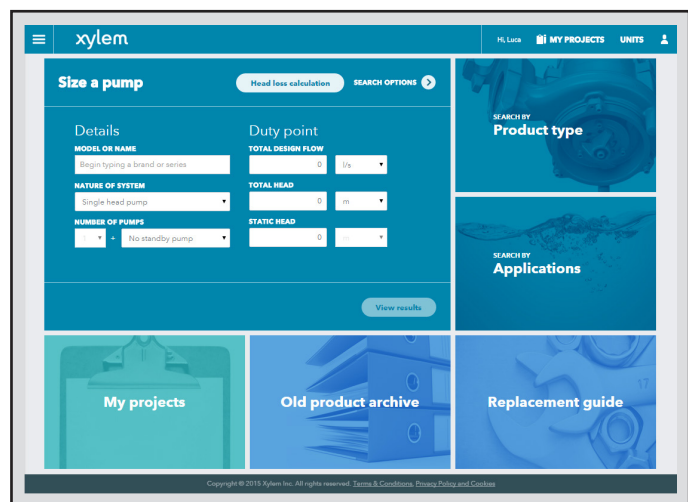 xylem
Hi, Luca MY PROJECTS UNITS
Size a pump
Head loss calculation
SEARCH OPTIONS
Details
MODEL OR NAME
Begin typing a brand or series
NATURE OF SYSTEM
Single head pump
NUMBER OF PUMPS
1 + No standby pump
Duty point
TOTAL DESIGN FLOW
0 l/s
TOTAL HEAD
0 m
STATIC HEAD
0 m
View results
SEARCH BY
Product type
SEARCH BY
Applications
My projects
Old product archive
Replacement guide
17
Copyright © 2015 Xylem Inc. All rights reserved. Terms & Conditions, Privacy Policy and Cookies